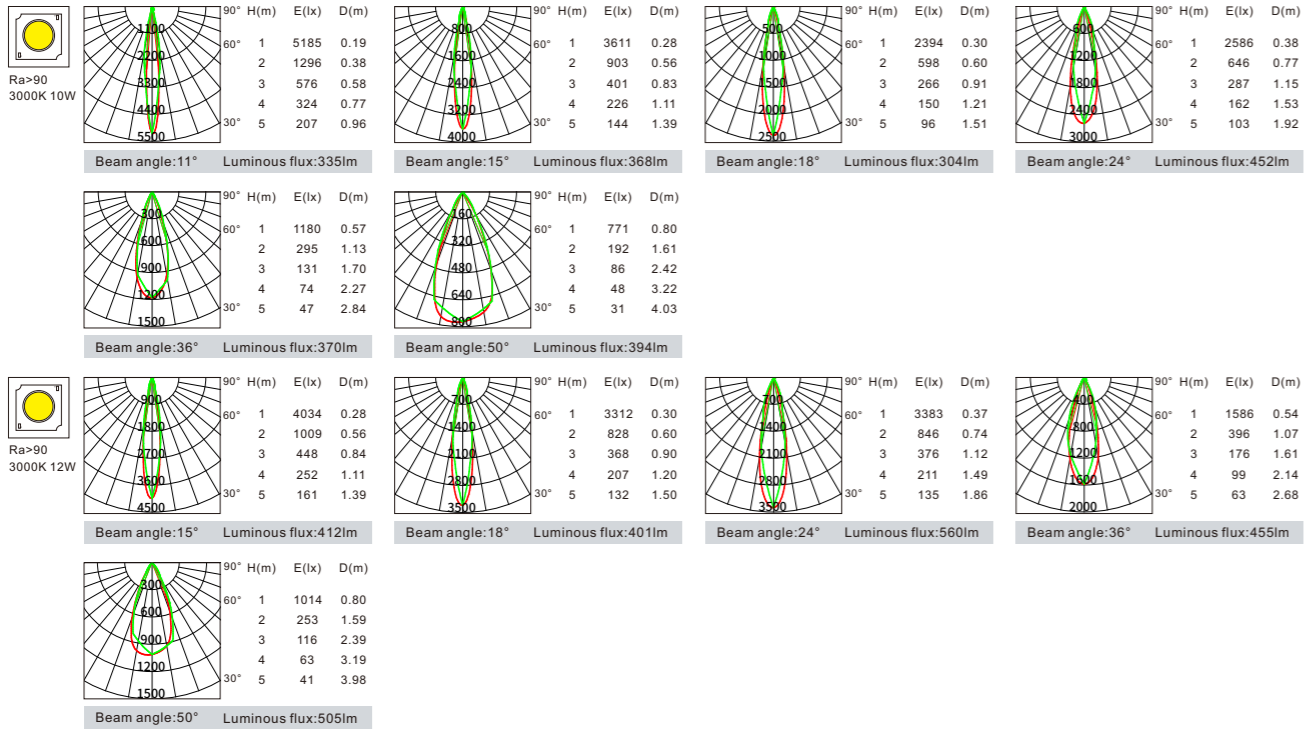 90° H(m) E(lx) D(m)
1100 60° 1 5185 0.19
2200 2 1296 0.38
3300 3 576 0.58
4400 4 324 0.77
5500 30° 5 207 0.96
Beam angle:11° Luminous flux:335lm
Ra>90
3000K 10W
90° H(m) E(lx) D(m)
800 60° 1 3611 0.28
1600 2 903 0.56
2400 3 401 0.83
3200 4 226 1.11
4000 30° 5 144 1.39
Beam angle:15° Luminous flux:368lm
90° H(m) E(lx) D(m)
500 60° 1 2394 0.30
1000 2 598 0.60
1500 3 266 0.91
2000 4 150 1.21
2500 30° 5 96 1.51
Beam angle:18° Luminous flux:304lm
90° H(m) E(lx) D(m)
600 60° 1 2586 0.38
1200 2 646 0.77
1800 3 287 1.15
2400 4 162 1.53
3000 30° 5 103 1.92
Beam angle:24° Luminous flux:452lm
90° H(m) E(lx) D(m)
300 60° 1 1180 0.57
600 2 295 1.13
900 3 131 1.70
1200 4 74 2.27
1500 30° 5 47 2.84
Beam angle:36° Luminous flux:370lm
90° H(m) E(lx) D(m)
160 60° 1 771 0.80
320 2 192 1.61
480 3 86 2.42
640 4 48 3.22
800 30° 5 31 4.03
Beam angle:50° Luminous flux:394lm
Ra>90
3000K 12W
90° H(m) E(lx) D(m)
900 60° 1 4034 0.28
1800 2 1009 0.56
2700 3 448 0.84
3600 4 252 1.11
4500 30° 5 161 1.39
Beam angle:15° Luminous flux:412lm
90° H(m) E(lx) D(m)
700 60° 1 3312 0.30
1400 2 828 0.60
2100 3 368 0.90
2800 4 207 1.20
3500 30° 5 132 1.50
Beam angle:18° Luminous flux:401lm
90° H(m) E(lx) D(m)
700 60° 1 3383 0.37
1400 2 846 0.74
2100 3 376 1.12
2800 4 211 1.49
3500 30° 5 135 1.86
Beam angle:24° Luminous flux:560lm
90° H(m) E(lx) D(m)
400 60° 1 1586 0.54
800 2 396 1.07
1200 3 176 1.61
1600 4 99 2.14
2000 30° 5 63 2.68
Beam angle:36° Luminous flux:455lm
90° H(m) E(lx) D(m)
300 60° 1 1014 0.80
600 2 253 1.59
900 3 116 2.39
1200 4 63 3.19
1500 30° 5 41 3.98
Beam angle:50° Luminous flux:505lm